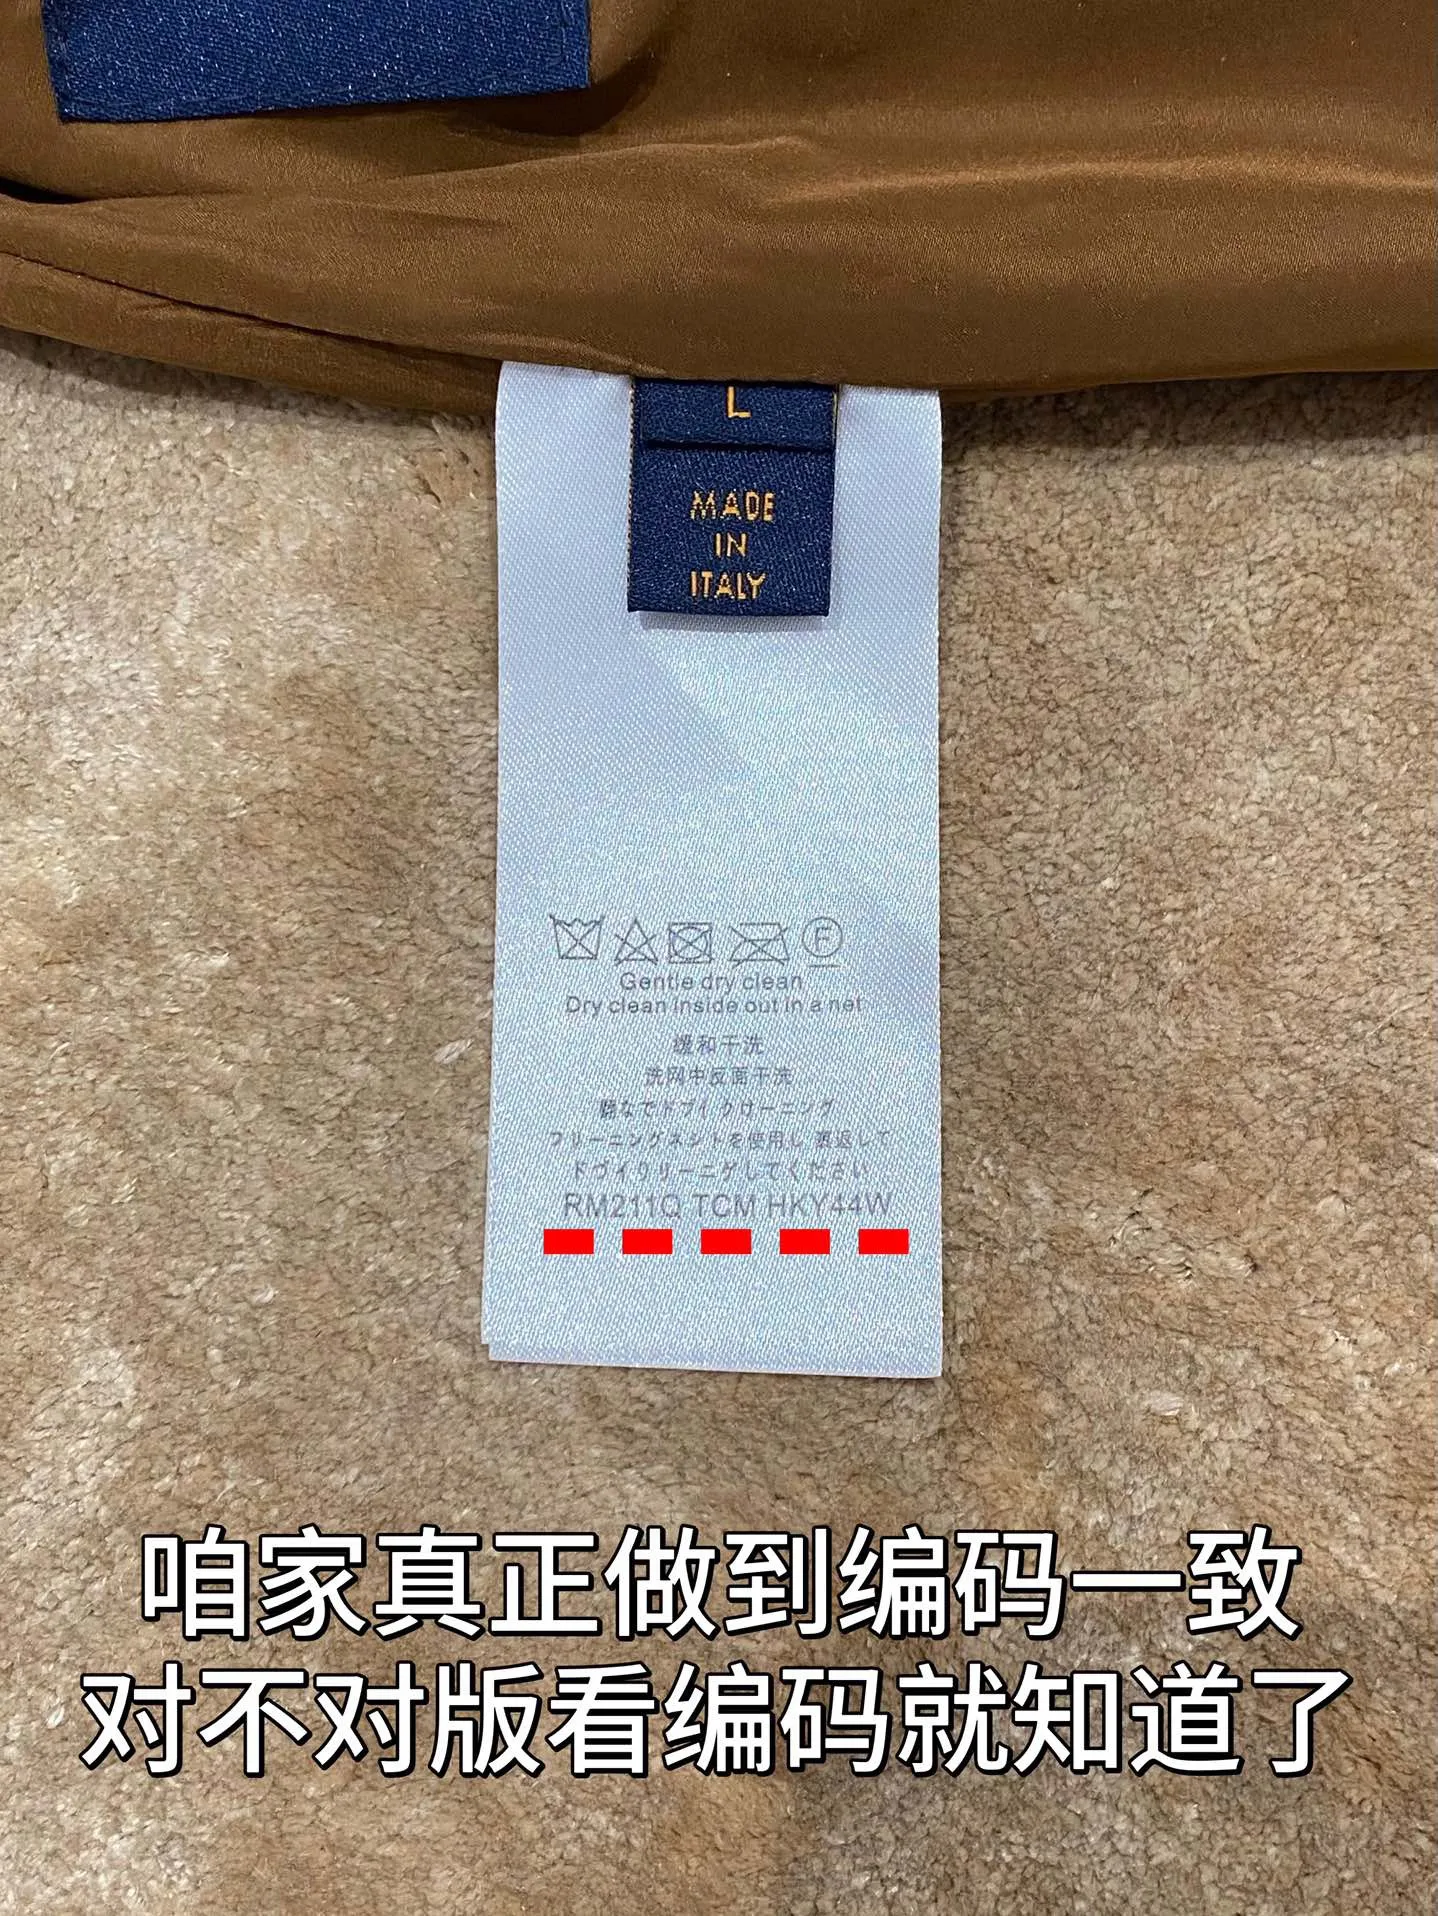 L
MADE
IN
ITALY
F
Gentle dry clean
Dry clean inside out in a net
缓和干洗
洗网中反面干洗
RM211Q TCM HKY44W
咱家真正做到编码一致
对不对版看编码就知道了